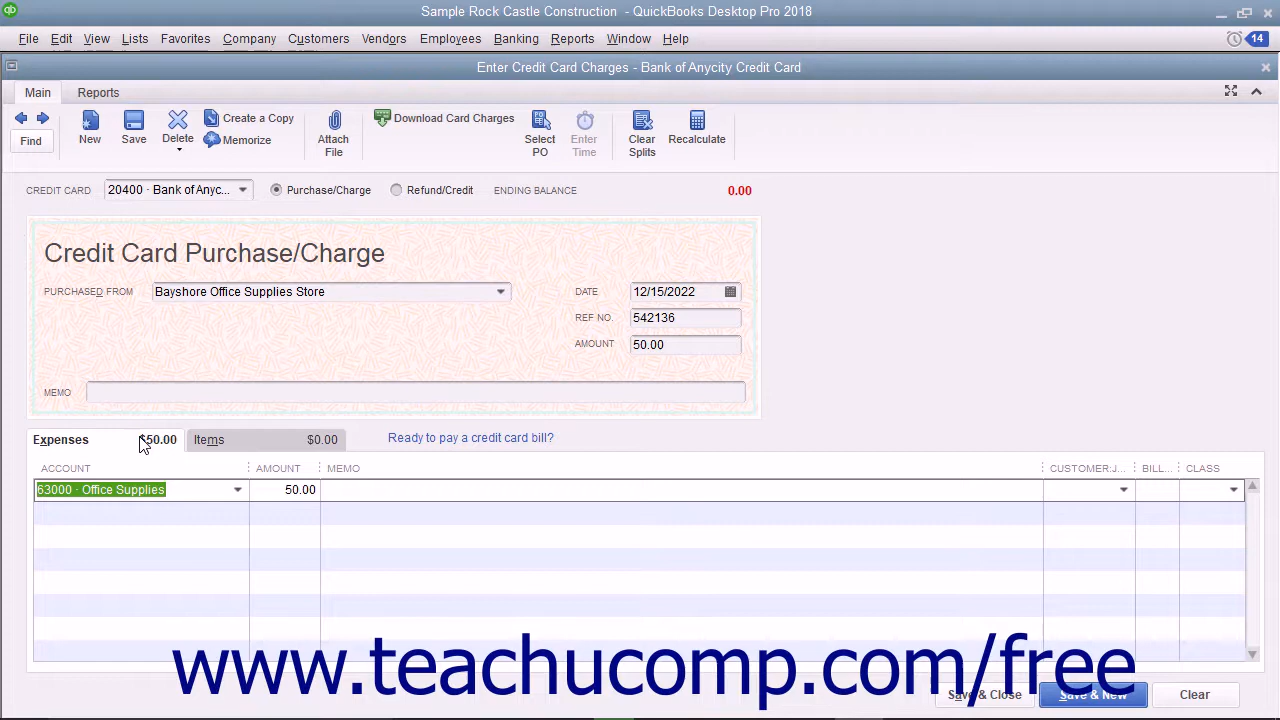 Sample Rock Castle Construction - QuickBooks Desktop Pro 2018
File Edit View Lists Favorites Company Customers Vendors Employees Banking Reports Window Help 14
Enter Credit Card Charges - Bank of Anycity Credit Card
Main Reports
Find New Save Delete Create a Copy Memorize Attach File Download Card Charges Select PO Enter Time Clear Splits Recalculate
CREDIT CARD 20400 · Bank of Anyc... Purchase/Charge Refund/Credit ENDING BALANCE 0.00
Credit Card Purchase/Charge
PURCHASED FROM Bayshore Office Supplies Store DATE 12/15/2022
REF NO. 542136
AMOUNT 50.00
MEMO
Expenses $50.00 Items $0.00 Ready to pay a credit card bill?
ACCOUNT AMOUNT MEMO CUSTOMER:J... BILL... CLASS
63000 · Office Supplies 50.00
www.teachucomp.com/free
Save & Close Save & New Clear